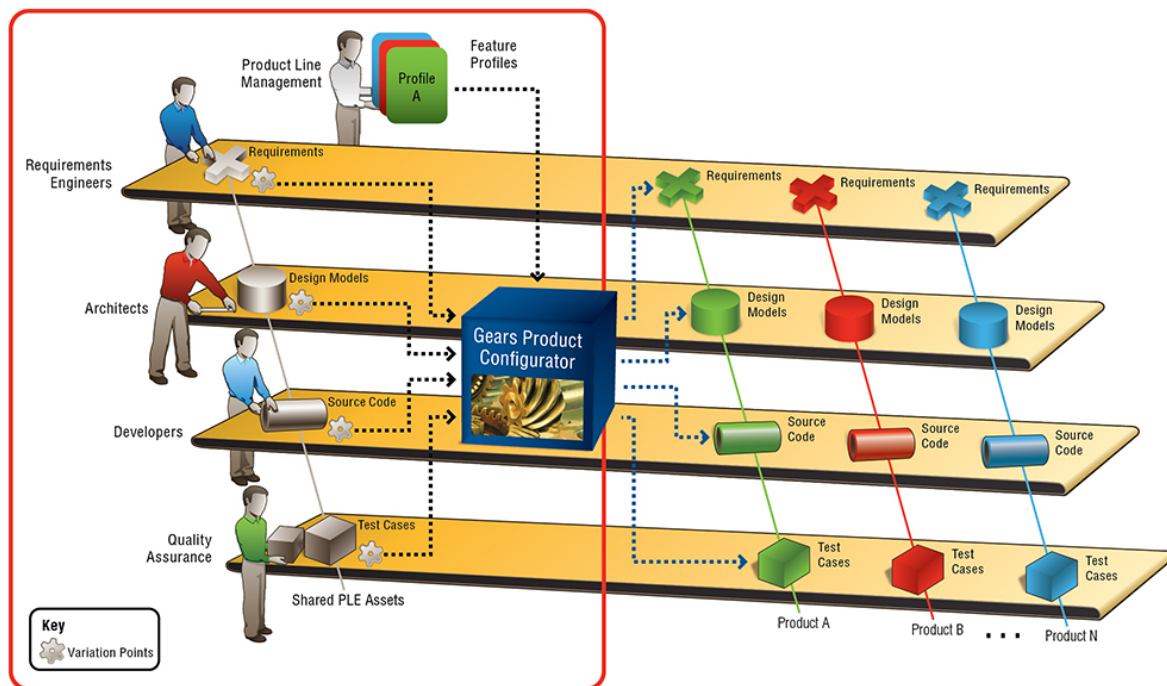 Product Line
Management
Feature
Profiles
Profile
A
Requirements
Engineers
Requirements
Requirements
Requirements
Requirements
Architects
Design Models
Design
Models
Design
Models
Design
Models
Gears Product
Configurator
Developers
Source Code
Source
Code
Source
Code
Source
Code
Quality
Assurance
Test Cases
Test
Cases
Test
Cases
Test
Cases
Shared PLE Assets
Product A
Product B
...
Product N
Key
Variation Points